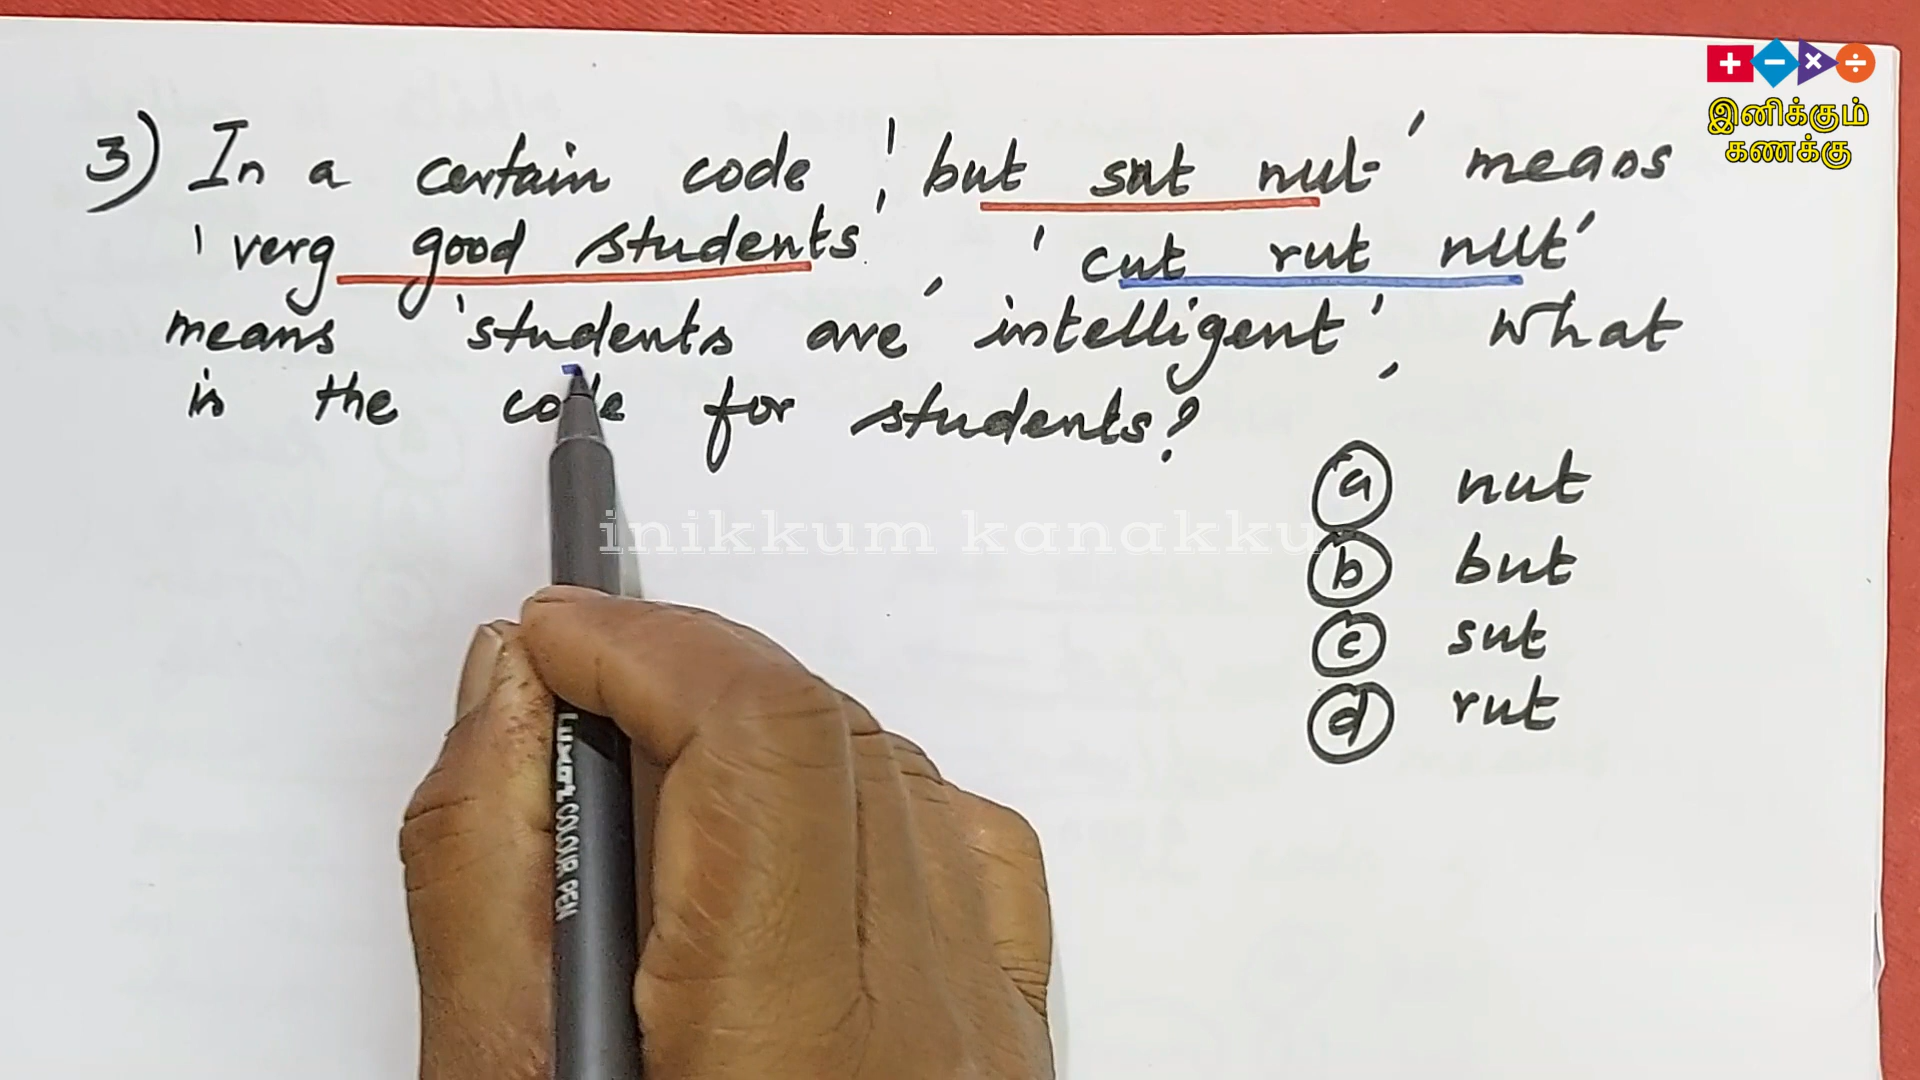 இனிக்கும்
கணக்கு
3) In a certain code 'but sut nut' means
'very good students', 'cut rut nut'
means 'students are intelligent'. What
is the code for students?
a nut
inikkum kanakku
b but
c sut
d rut
LUXOR COLOUR PEN